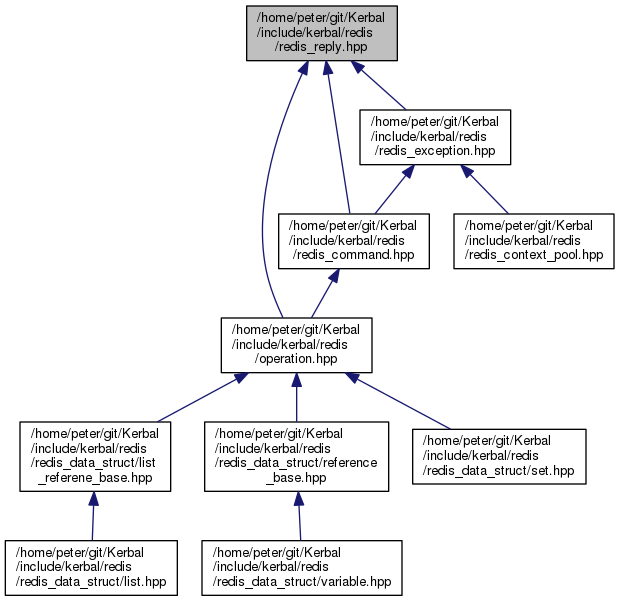 /home/peter/git/Kerbal
/include/kerbal/redis
/redis_reply.hpp
/home/peter/git/Kerbal
/include/kerbal/redis
/redis_exception.hpp
/home/peter/git/Kerbal
/include/kerbal/redis
/redis_command.hpp
/home/peter/git/Kerbal
/include/kerbal/redis
/redis_context_pool.hpp
/home/peter/git/Kerbal
/include/kerbal/redis
/operation.hpp
/home/peter/git/Kerbal
/include/kerbal/redis
/redis_data_struct/list
_referene_base.hpp
/home/peter/git/Kerbal
/include/kerbal/redis
/redis_data_struct/reference
_base.hpp
/home/peter/git/Kerbal
/include/kerbal/redis
/redis_data_struct/set.hpp
/home/peter/git/Kerbal
/include/kerbal/redis
/redis_data_struct/list.hpp
/home/peter/git/Kerbal
/include/kerbal/redis
/redis_data_struct/variable.hpp